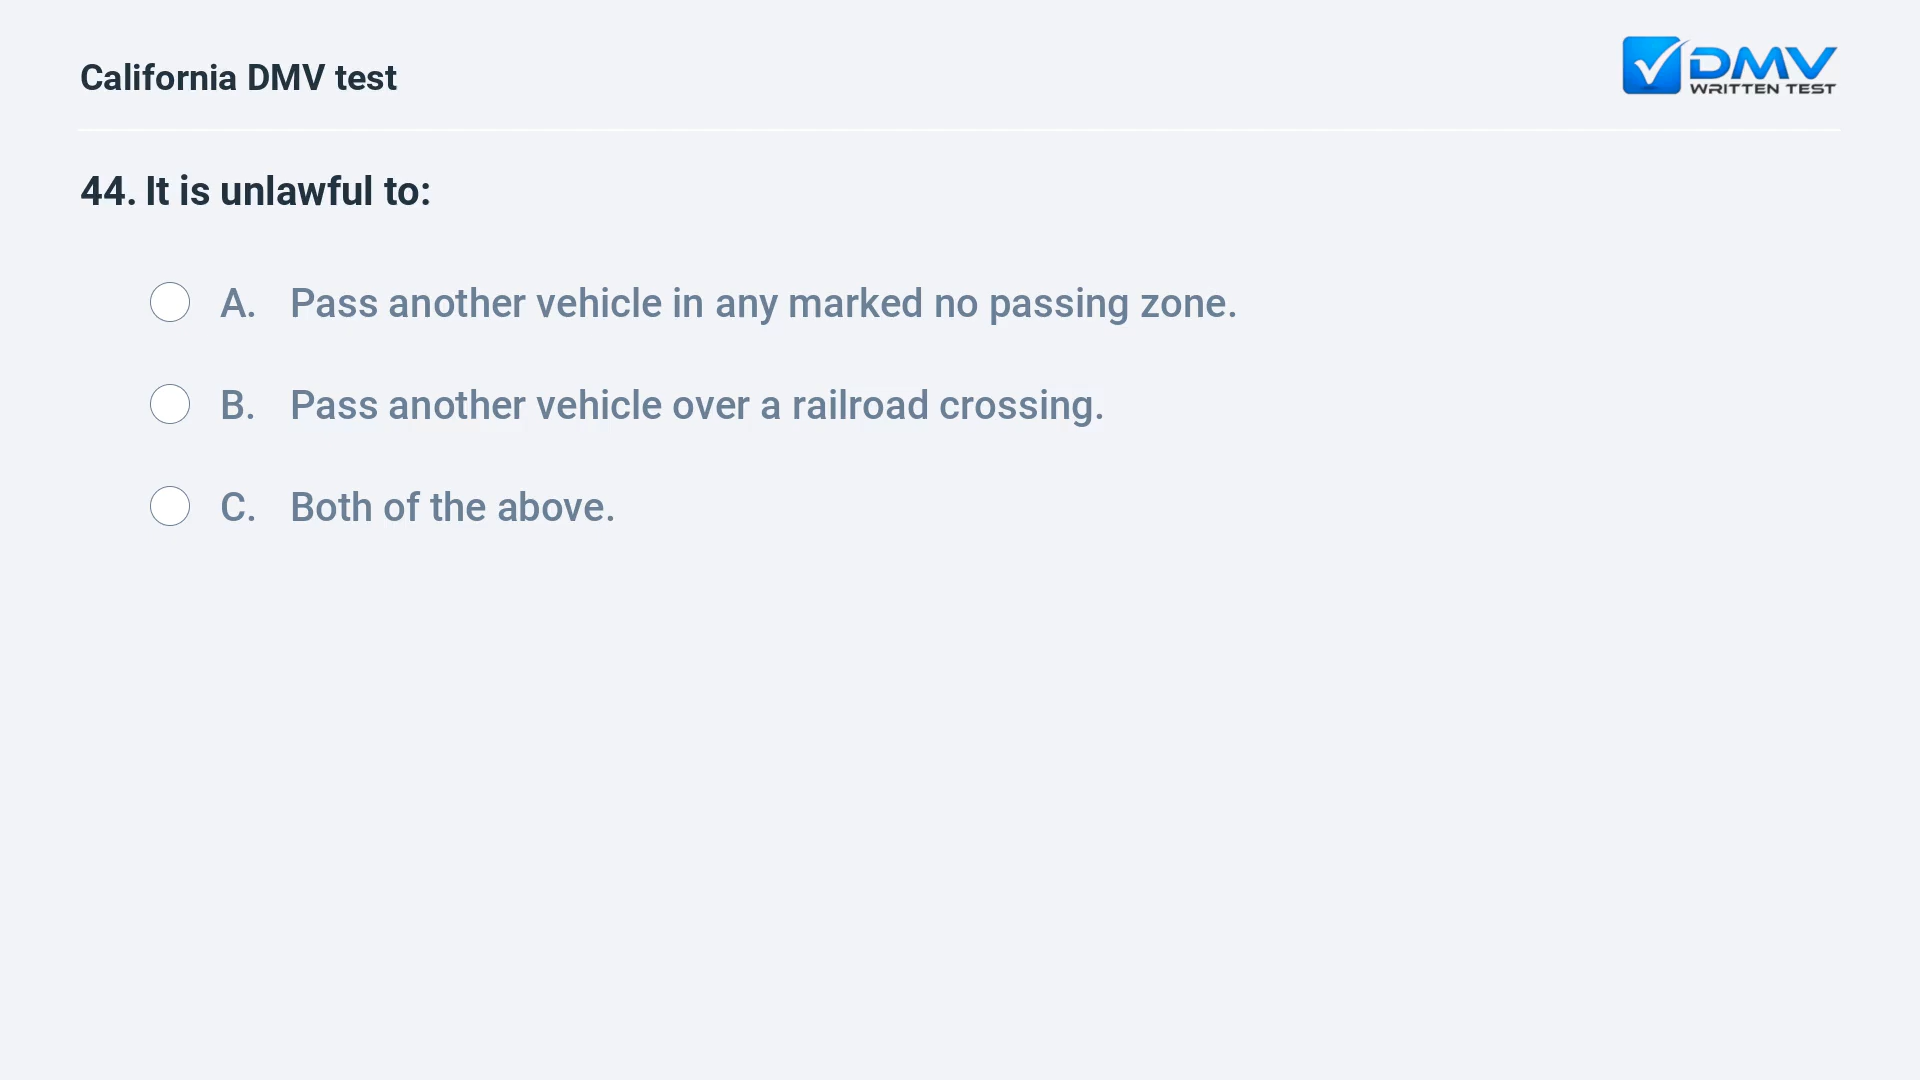 California DMV test
DMV
WRITTEN TEST
44. It is unlawful to:
A. Pass another vehicle in any marked no passing zone.
B. Pass another vehicle over a railroad crossing.
C. Both of the above.